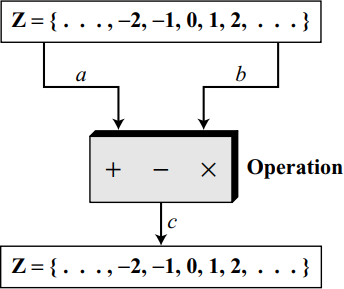 Z = { . . . , −2, −1, 0, 1, 2, . . . }
a b
+ − × Operation
c
Z = { . . . , −2, −1, 0, 1, 2, . . . }